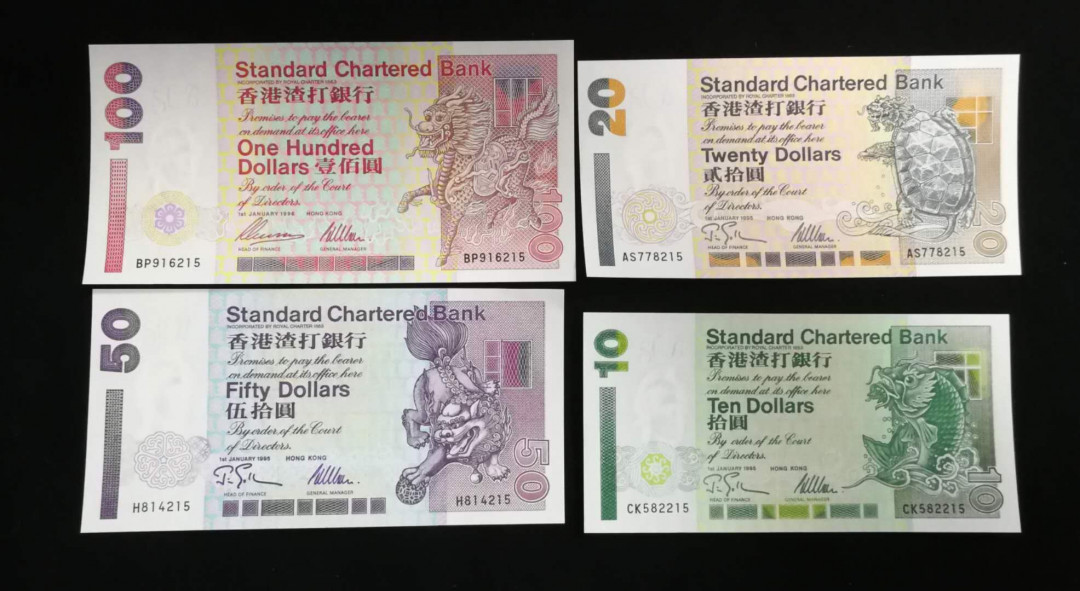 100
Standard Chartered Bank
INCORPORATED BY ROYAL CHARTER 1853
香港渣打銀行
Promises to pay the bearer
on demand at its office here
One Hundred
Dollars 壹佰圓
By order of the Court
of Directors.
1st JANUARY HONG KONG
HEAD OF FINANCE GENERAL MANAGER
BP916215 BP916215
100
20
Standard Chartered Bank
INCORPORATED BY ROYAL CHARTER 1853
香港渣打銀行
Promises to pay the bearer
on demand at its office here
Twenty Dollars
貳拾圓
By order of the Court
of Directors.
1st JANUARY 1995 HONG KONG
HEAD OF FINANCE GENERAL MANAGER
AS778215 AS778215
20
50
Standard Chartered Bank
INCORPORATED BY ROYAL CHARTER 1853
香港渣打銀行
Promises to pay the bearer
on demand at its office here
Fifty Dollars
伍拾圓
By order of the Court
of Directors.
1st JANUARY 1995 HONG KONG
HEAD OF FINANCE GENERAL MANAGER
H814215 H814215
50
10
Standard Chartered Bank
INCORPORATED BY ROYAL CHARTER 1853
香港渣打銀行
Promises to pay the bearer
on demand at its office here
Ten Dollars
拾圓
By order of the Court
of Directors.
1st JANUARY 1995 HONG KONG
HEAD OF FINANCE GENERAL MANAGER
CK582215 CK582215
10